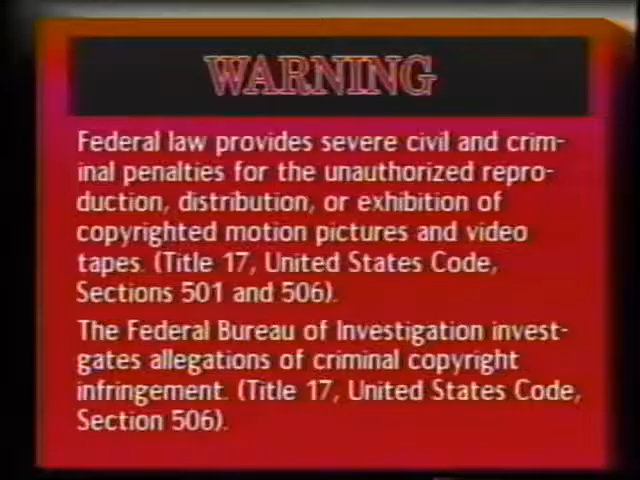 WARNING
Federal law provides severe civil and crim-
inal penalties for the unauthorized repro-
duction, distribution, or exhibition of
copyrighted motion pictures and video
tapes. (Title 17, United States Code,
Sections 501 and 506).
The Federal Bureau of Investigation invest-
gates allegations of criminal copyright
infringement. (Title 17, United States Code,
Section 506).